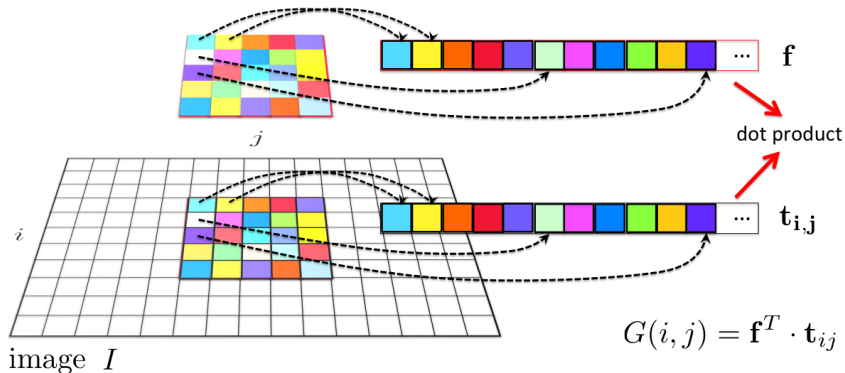 ... f
dot product
j
i
... t_{i,j}
G(i, j) = f^T · t_{ij}
image I